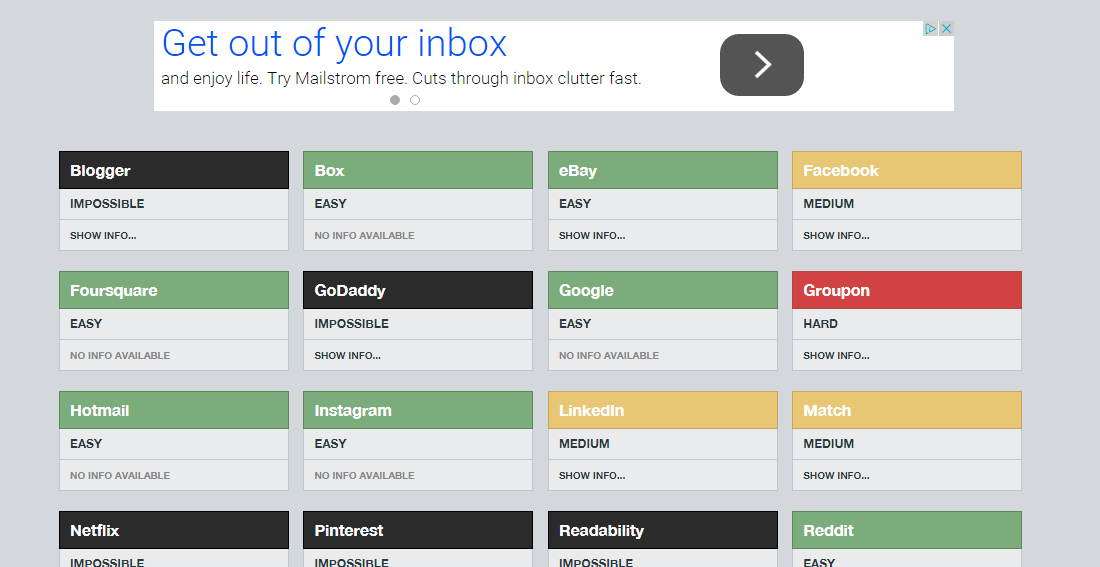 Get out of your inbox
and enjoy life. Try Mailstrom free. Cuts through inbox clutter fast.
Blogger
IMPOSSIBLE
SHOW INFO...
Box
EASY
NO INFO AVAILABLE
eBay
EASY
SHOW INFO...
Facebook
MEDIUM
SHOW INFO...
Foursquare
EASY
NO INFO AVAILABLE
GoDaddy
IMPOSSIBLE
SHOW INFO...
Google
EASY
NO INFO AVAILABLE
Groupon
HARD
SHOW INFO...
Hotmail
EASY
NO INFO AVAILABLE
Instagram
EASY
NO INFO AVAILABLE
LinkedIn
MEDIUM
SHOW INFO...
Match
MEDIUM
SHOW INFO...
Netflix
IMPOSSIBLE
Pinterest
IMPOSSIBLE
Readability
IMPOSSIBLE
Reddit
EASY